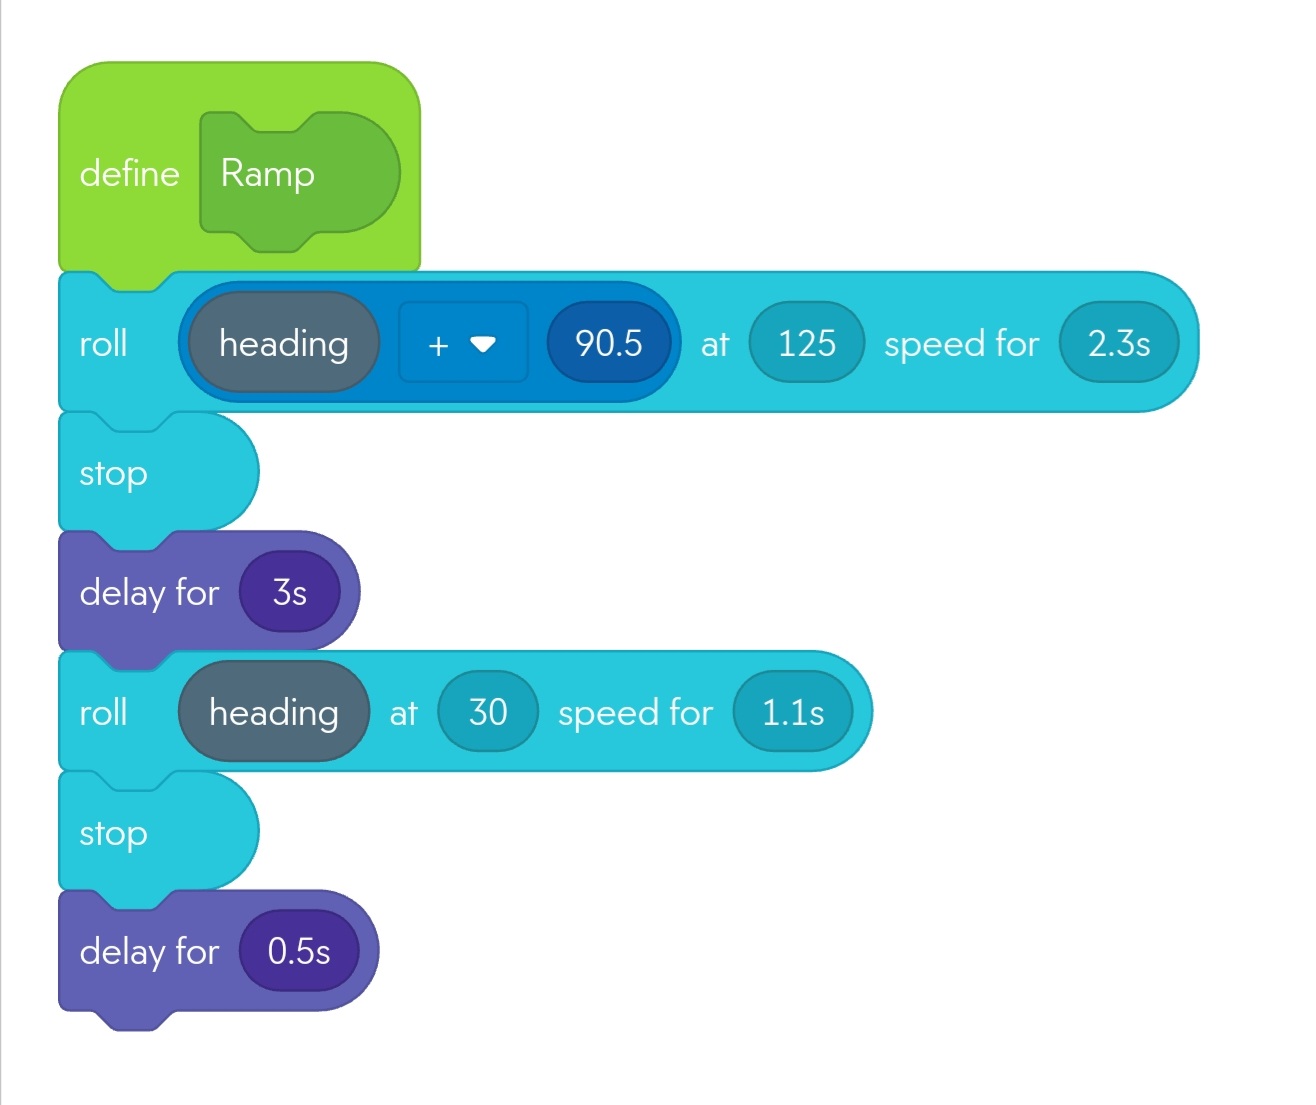 define Ramp
roll heading + 90.5 at 125 speed for 2.3s
stop
delay for 3s
roll heading at 30 speed for 1.1s
stop
delay for 0.5s